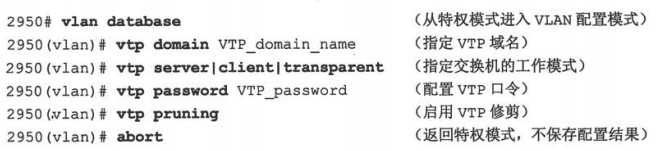 2950# vlan database （从特权模式进入 VLAN 配置模式）
2950(vlan)# vtp domain VTP_domain_name （指定 VTP 域名）
2950(vlan)# vtp server|client|transparent （指定交换机的工作模式）
2950(vlan)# vtp password VTP_password （配置 VTP 口令）
2950(vlan)# vtp pruning （启用 VTP 修剪）
2950(vlan)# abort （返回特权模式，不保存配置结果）